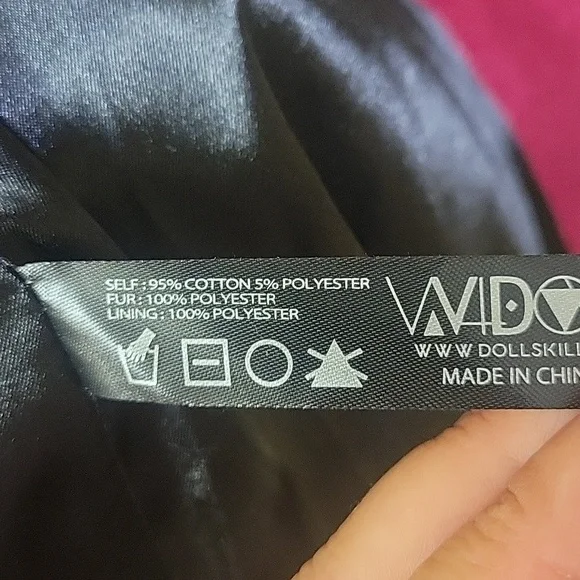 SELF : 95% COTTON 5% POLYESTER
FUR : 100% POLYESTER
LINING : 100% POLYESTER
WWW DOLLSKILL
MADE IN CHIN